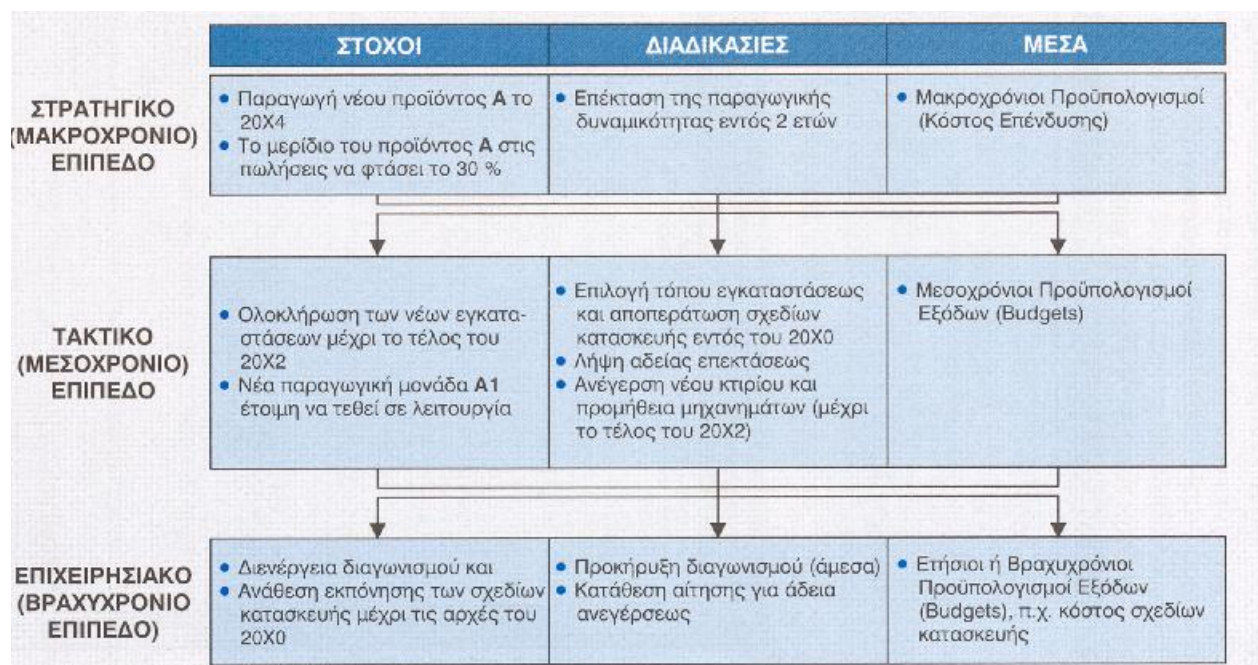 ΣΤΟΧΟΙ
ΔΙΑΔΙΚΑΣΙΕΣ
ΜΕΣΑ
ΣΤΡΑΤΗΓΙΚΟ
(ΜΑΚΡΟΧΡΟΝΙΟ)
ΕΠΙΠΕΔΟ
• Παραγωγή νέου προϊόντος Α το
20Χ4
• Το μερίδιο του προϊόντος Α στις
πωλήσεις να φτάσει το 30 %
• Επέκταση της παραγωγικής
δυναμικότητας εντός 2 ετών
• Μακροχρόνιοι Προϋπολογισμοί
(Κόστος Επένδυσης)
ΤΑΚΤΙΚΟ
(ΜΕΣΟΧΡΟΝΙΟ)
ΕΠΙΠΕΔΟ
• Ολοκλήρωση των νέων εγκατα-
στάσεων μέχρι το τέλος του
20Χ2
• Νέα παραγωγική μονάδα Α1
έτοιμη να τεθεί σε λειτουργία
• Επιλογή τόπου εγκαταστάσεως
και αποπεράτωση σχεδίων
κατασκευής εντός του 20Χ0
• Λήψη αδείας επεκτάσεως
• Ανέγερση νέου κτιρίου και
προμήθεια μηχανημάτων (μέχρι
το τέλος του 20Χ2)
• Μεσοχρόνιοι Προϋπολογισμοί
Εξόδων (Budgets)
ΕΠΙΧΕΙΡΗΣΙΑΚΟ
(ΒΡΑΧΥΧΡΟΝΙΟ
ΕΠΙΠΕΔΟ)
• Διενέργεια διαγωνισμού και
• Ανάθεση εκπόνησης των σχεδίων
κατασκευής μέχρι τις αρχές του
20Χ0
• Προκήρυξη διαγωνισμού (άμεσα)
• Κατάθεση αίτησης για άδεια
ανεγέρσεως
• Ετήσιοι ή Βραχυχρόνιοι
Προϋπολογισμοί Εξόδων
(Budgets), π.χ. κόστος σχεδίων
κατασκευής